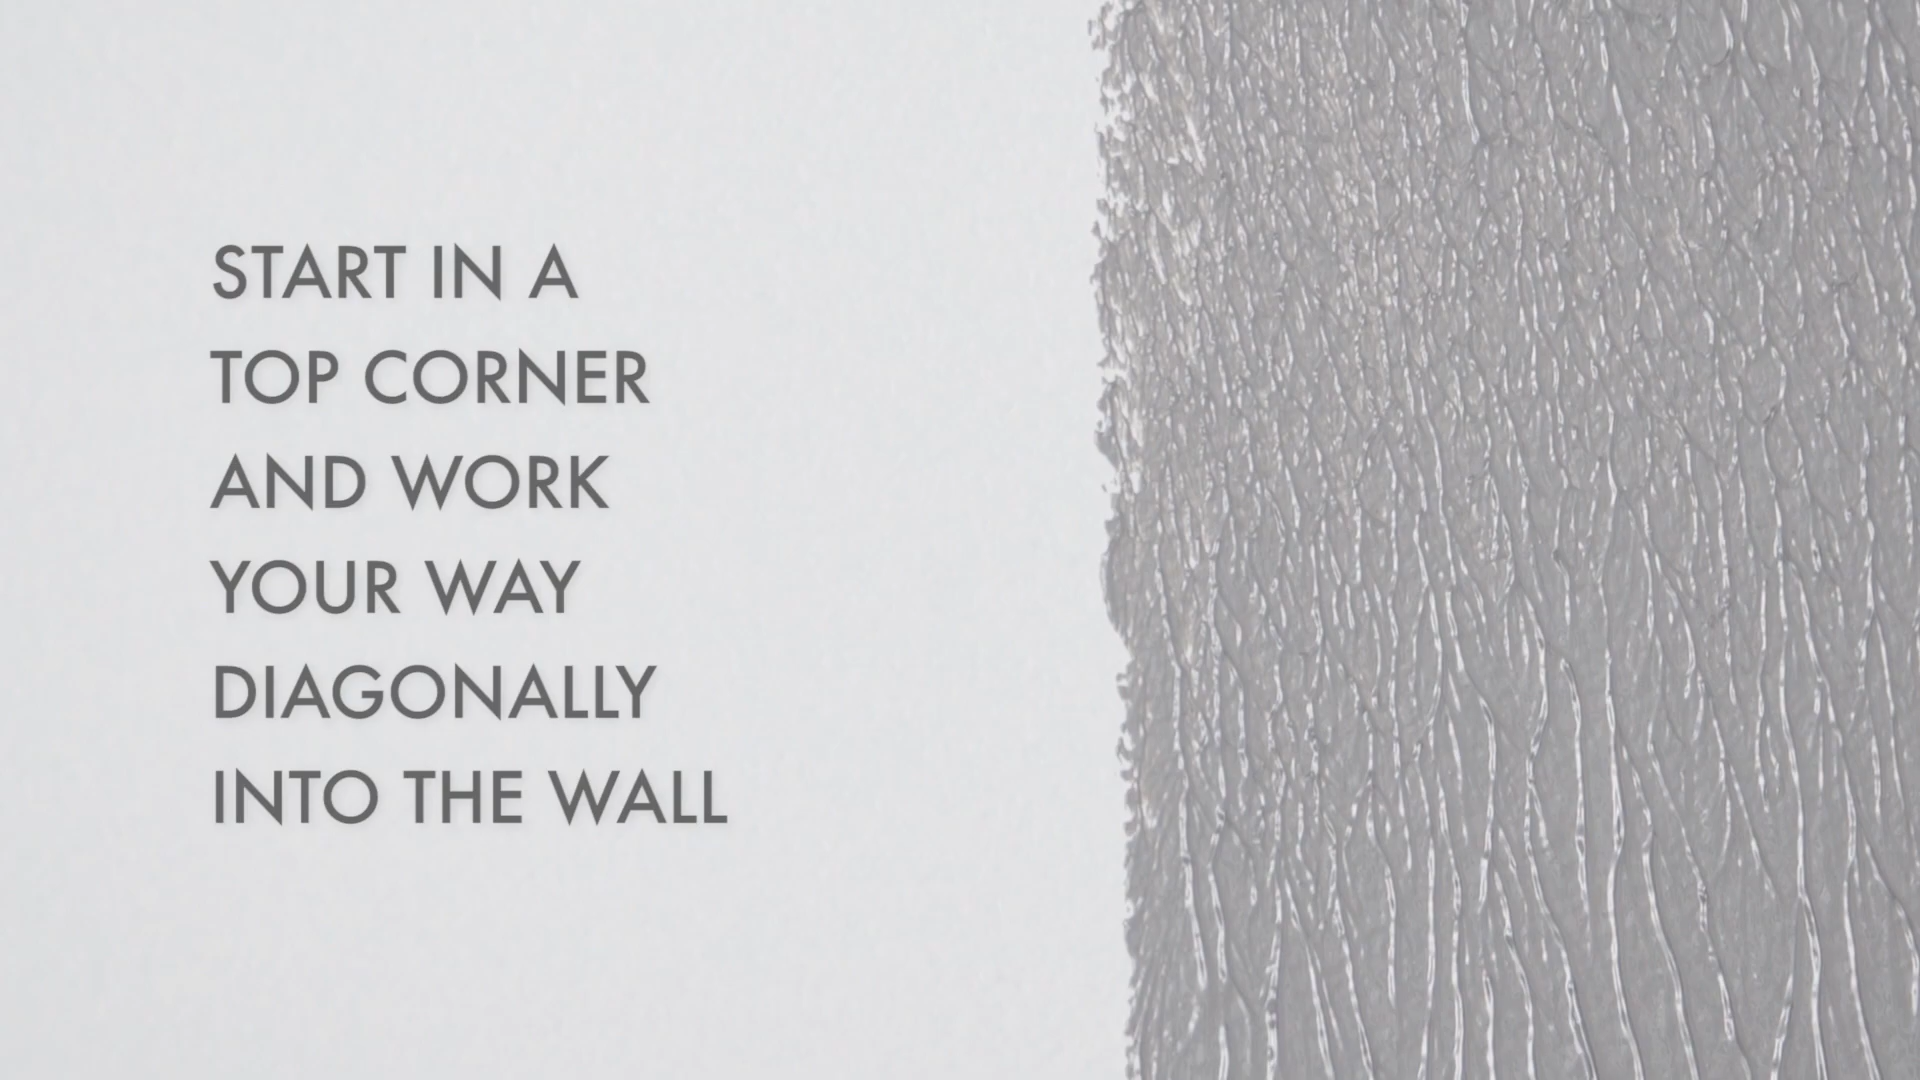 START IN A
TOP CORNER
AND WORK
YOUR WAY
DIAGONALLY
INTO THE WALL